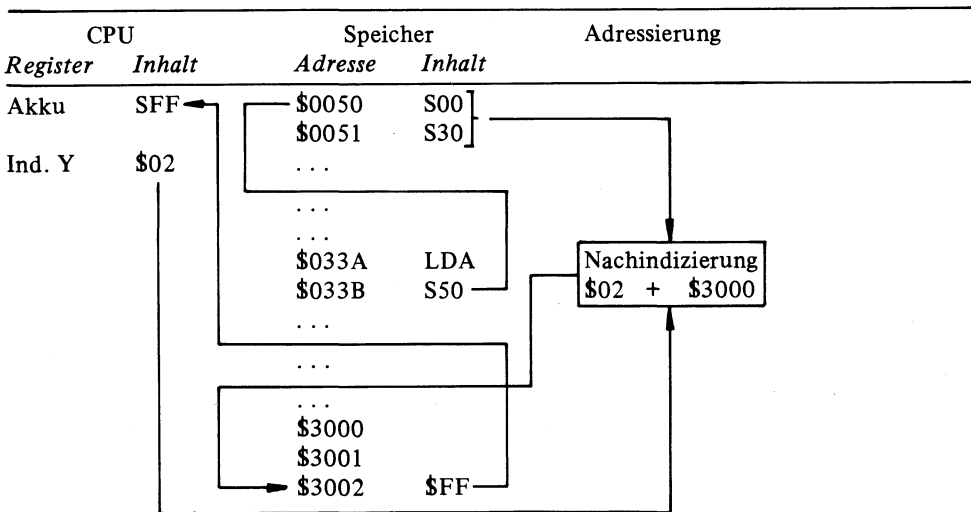 CPU Speicher Adressierung
Register Inhalt Adresse Inhalt
Akku SFF $0050 S00
$0051 S30
Ind. Y $02 . . .
. . .
. . .
$033A LDA Nachindizierung
$033B S50 $02 + $3000
. . .
. . .
. . .
$3000
$3001
$3002 $FF